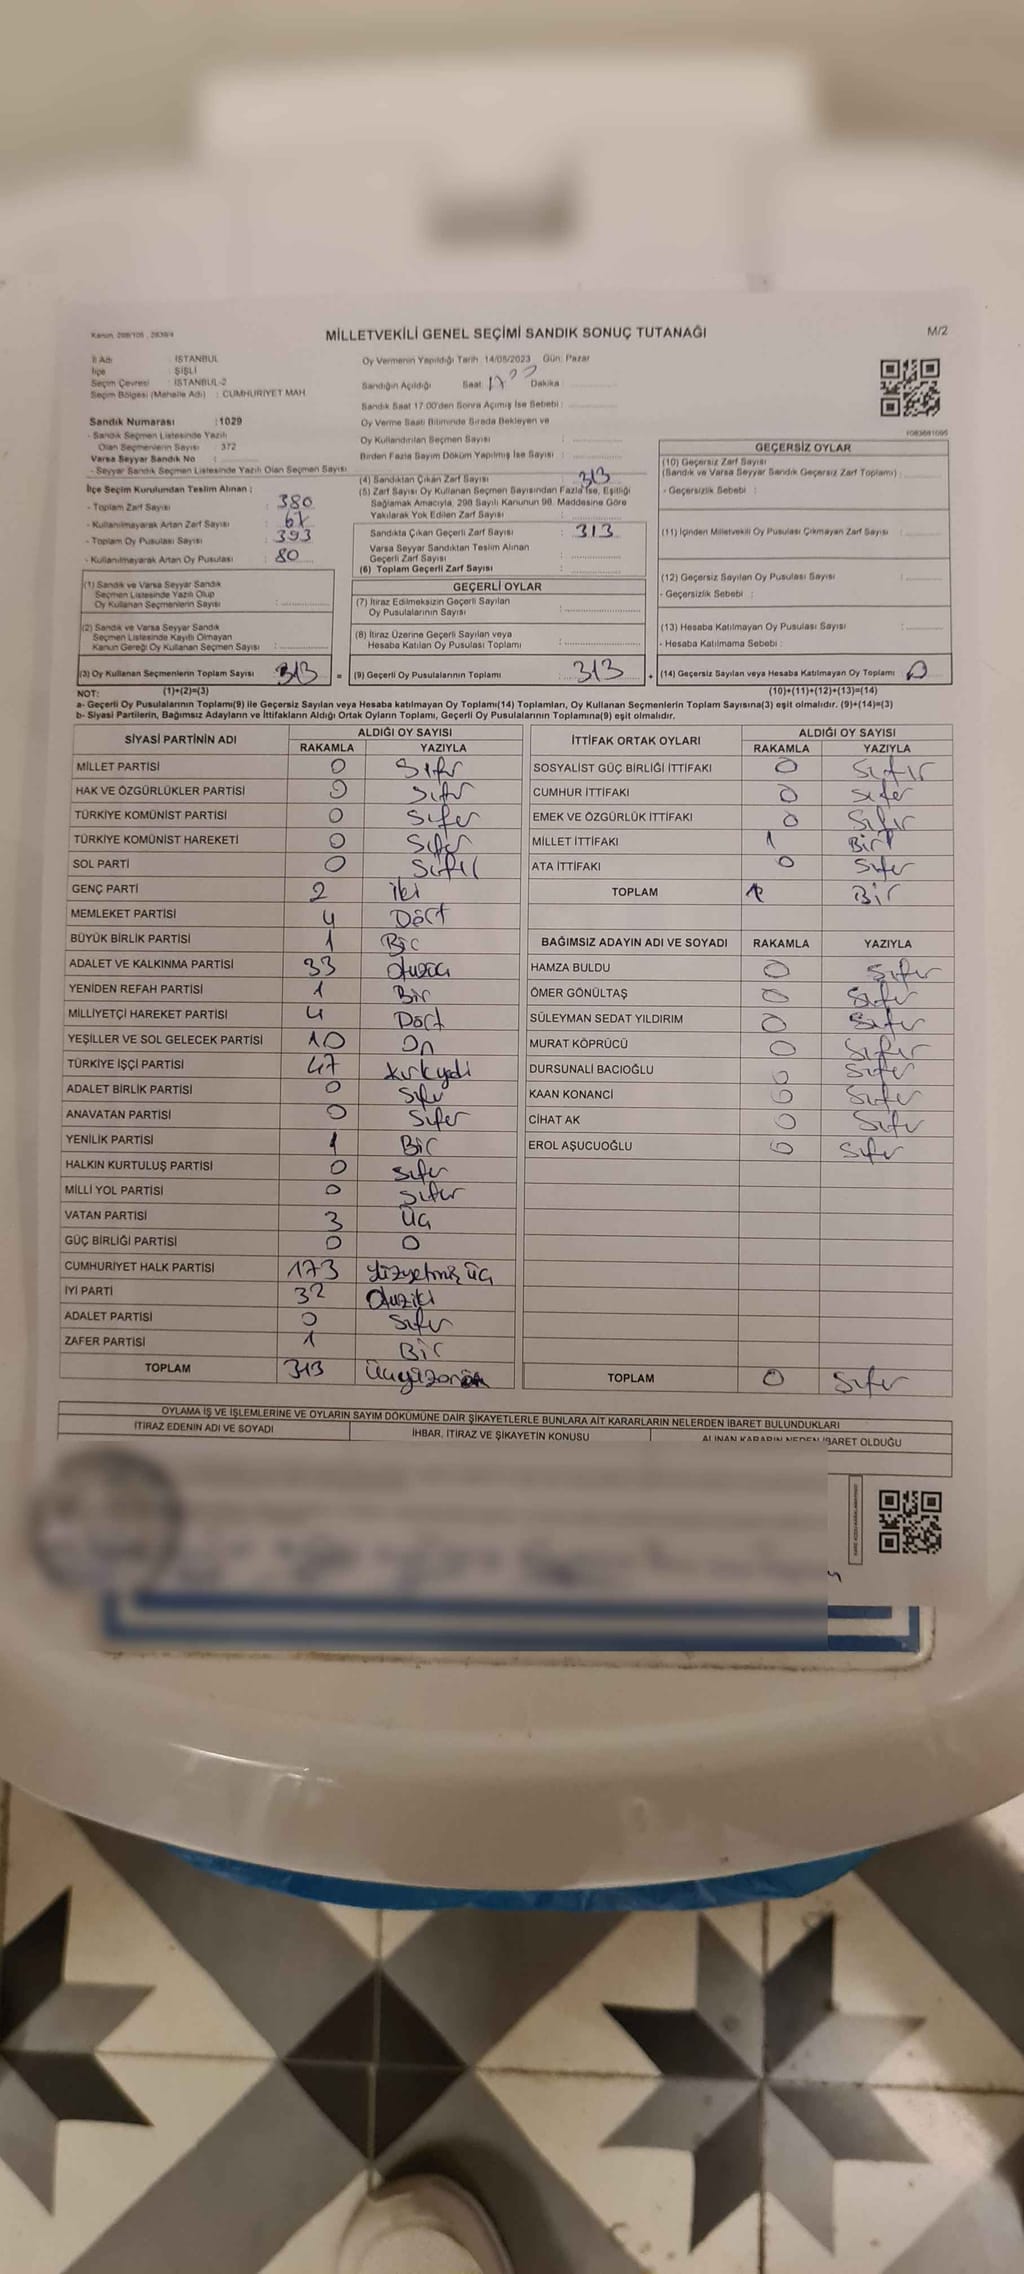 Kanun, 298/105 - 2839/4
MİLLETVEKİLİ GENEL SEÇİMİ SANDIK SONUÇ TUTANAĞI
M/2
İl Adı : İSTANBUL
İlçe : ŞİŞLİ
Seçim Çevresi : İSTANBUL-2
Seçim Bölgesi (Mahalle Adı) : CUMHURİYET MAH.
Oy Vermenin Yapıldığı Tarih: 14/05/2023 Gün: Pazar
Sandığın Açıldığı Saat: 17 00 Dakika:
Sandık Saat 17:00'den Sonra Açılmış İse Sebebi :
Oy Verme Saati Bitiminde Sırada Bekleyen ve
Oy Kullandırılan Seçmen Sayısı :
Birden Fazla Sayım Döküm Yapılmış İse Sayısı :
Sandık Numarası : 1029
- Sandık Seçmen Listesinde Yazılı
Olan Seçmenlerin Sayısı : 372
Varsa Seyyar Sandık No :
- Seyyar Sandık Seçmen Listesinde Yazılı Olan Seçmen Sayısı
İlçe Seçim Kurulundan Teslim Alınan :
- Toplam Zarf Sayısı : 380
- Kullanılmayarak Artan Zarf Sayısı : 67
- Toplam Oy Pusulası Sayısı : 393
- Kullanılmayarak Artan Oy Pusulası : 80
(1) Sandık ve Varsa Seyyar Sandık
Seçmen Listesinde Yazılı Olup
Oy Kullanan Seçmenlerin Sayısı :
(2) Sandık ve Varsa Seyyar Sandık
Seçmen Listesinde Kayıtlı Olmayan
Kanun Gereği Oy Kullanan Seçmen Sayısı :
(3) Oy Kullanan Seçmenlerin Toplam Sayısı : 313 =
(4) Sandıktan Çıkan Zarf Sayısı : 313
(5) Zarf Sayısı Oy Kullanan Seçmen Sayısından Fazla İse, Eşitliği
Sağlamak Amacıyla, 298 Sayılı Kanunun 98. Maddesine Göre
Yakılarak Yok Edilen Zarf Sayısı :
Sandıkta Çıkan Geçerli Zarf Sayısı : 313
Varsa Seyyar Sandıktan Teslim Alınan
Geçerli Zarf Sayısı :
(6) Toplam Geçerli Zarf Sayısı :
GEÇERLİ OYLAR
(7) İtiraz Edilmeksizin Geçerli Sayılan
Oy Pusulalarının Sayısı :
(8) İtiraz Üzerine Geçerli Sayılan veya
Hesaba Katılan Oy Pusulası Toplamı :
(9) Geçerli Oy Pusulalarının Toplamı : 313 +
GEÇERSİZ OYLAR
(10) Geçersiz Zarf Sayısı
(Sandık ve Varsa Seyyar Sandık Geçersiz Zarf Toplamı) :
- Geçersizlik Sebebi :
(11) İçinden Milletvekili Oy Pusulası Çıkmayan Zarf Sayısı :
(12) Geçersiz Sayılan Oy Pusulası Sayısı :
- Geçersizlik Sebebi :
(13) Hesaba Katılmayan Oy Pusulası Sayısı :
- Hesaba Katılmama Sebebi :
(14) Geçersiz Sayılan veya Hesaba Katılmayan Oy Toplamı : 0
NOT: (1)+(2)=(3) (10)+(11)+(12)+(13)=(14)
a- Geçerli Oy Pusulalarının Toplamı(9) ile Geçersiz Sayılan veya Hesaba katılmayan Oy Toplamı(14) Toplamları, Oy Kullanan Seçmenlerin Toplam Sayısına(3) eşit olmalıdır. (9)+(14)=(3)
b- Siyasi Partilerin, Bağımsız Adayların ve İttifakların Aldığı Ortak Oyların Toplamı, Geçerli Oy Pusulalarının Toplamına(9) eşit olmalıdır.
SİYASİ PARTİNİN ADI ALDIĞI OY SAYISI
RAKAMLA YAZIYLA
MİLLET PARTİSİ 0 Sıfır
HAK VE ÖZGÜRLÜKLER PARTİSİ 0 Sıfır
TÜRKİYE KOMÜNİST PARTİSİ 0 Sıfır
TÜRKİYE KOMÜNİST HAREKETİ 0 Sıfır
SOL PARTİ 0 Sıfır
GENÇ PARTİ 2 iki
MEMLEKET PARTİSİ 4 Dört
BÜYÜK BİRLİK PARTİSİ 1 Bir
ADALET VE KALKINMA PARTİSİ 33 otuzüç
YENİDEN REFAH PARTİSİ 1 Bir
MİLLİYETÇİ HAREKET PARTİSİ 4 Dört
YEŞİLLER VE SOL GELECEK PARTİSİ 10 On
TÜRKİYE İŞÇİ PARTİSİ 47 kırkyedi
ADALET BİRLİK PARTİSİ 0 Sıfır
ANAVATAN PARTİSİ 0 Sıfır
YENİLİK PARTİSİ 1 Bir
HALKIN KURTULUŞ PARTİSİ 0 Sıfır
MİLLİ YOL PARTİSİ 0 Sıfır
VATAN PARTİSİ 3 Üç
GÜÇ BİRLİĞİ PARTİSİ 0 0
CUMHURİYET HALK PARTİSİ 173 Yüzyetmiş üç
İYİ PARTİ 32 Otuziki
ADALET PARTİSİ 0 Sıfır
ZAFER PARTİSİ 1 Bir
TOPLAM 313
İTTİFAK ORTAK OYLARI ALDIĞI OY SAYISI
RAKAMLA YAZIYLA
SOSYALİST GÜÇ BİRLİĞİ İTTİFAKI 0 Sıfır
CUMHUR İTTİFAKI 0 Sıfır
EMEK VE ÖZGÜRLÜK İTTİFAKI 0 Sıfır
MİLLET İTTİFAKI 1 Bir
ATA İTTİFAKI 0 Sıfır
TOPLAM 1 Bir
BAĞIMSIZ ADAYIN ADI VE SOYADI RAKAMLA YAZIYLA
HAMZA BULDU 0 Sıfır
ÖMER GÖNÜLTAŞ 0 Sıfır
SÜLEYMAN SEDAT YILDIRIM 0 Sıfır
MURAT KÖPRÜCÜ 0 Sıfır
DURSUNALİ BACIOĞLU 0 Sıfır
KAAN KONANCİ 0 Sıfır
CİHAT AK 0 Sıfır
EROL AŞUCUOĞLU 0 Sıfır
TOPLAM 0 Sıfır
OYLAMA İŞ VE İŞLEMLERİNE VE OYLARIN SAYIM DÖKÜMÜNE DAİR ŞİKAYETLERLE BUNLARA AİT KARARLARIN NELERDEN İBARET BULUNDUKLARI
İTİRAZ EDENİN ADI VE SOYADI
İHBAR, İTİRAZ VE ŞİKAYETİN KONUSU
ALINAN KARARIN NEDEN İBARET OLDUĞU